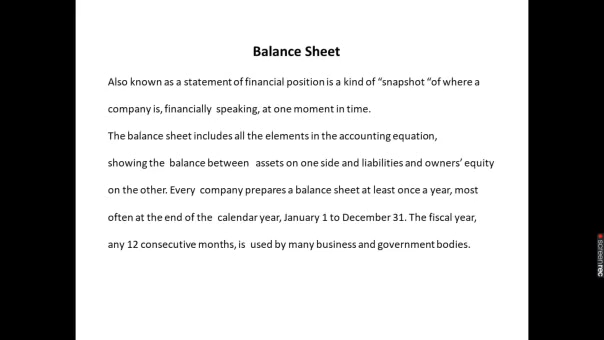 Balance Sheet
Also known as a statement of financial position is a kind of “snapshot “of where a
company is, financially speaking, at one moment in time.
The balance sheet includes all the elements in the accounting equation,
showing the balance between assets on one side and liabilities and owners’ equity
on the other. Every company prepares a balance sheet at least once a year, most
often at the end of the calendar year, January 1 to December 31. The fiscal year,
any 12 consecutive months, is used by many business and government bodies.
screenrec